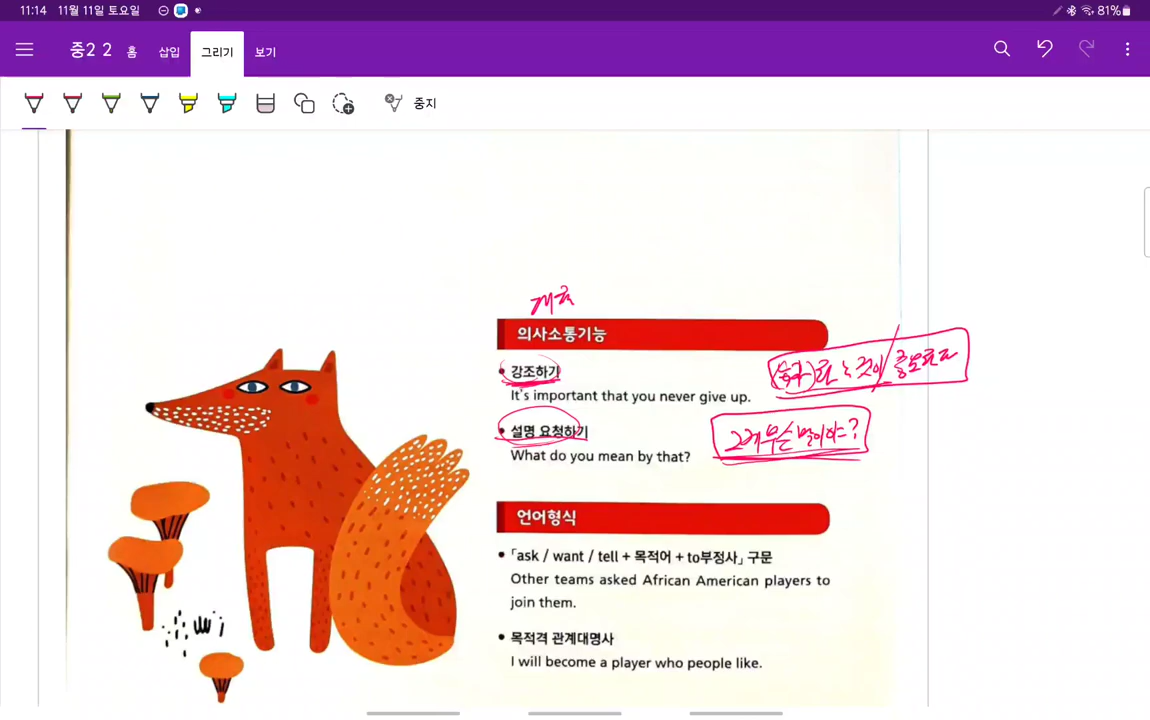 11:14 11월 11일 토요일 81%
중2 2 홈 삽입 그리기 보기
중지
개굿
의사소통기능
• 강조하기
It's important that you never give up.
• 설명 요청하기
What do you mean by that?
그게 무슨 말이야?
언어형식
• 「ask / want / tell + 목적어 + to부정사」 구문
Other teams asked African American players to
join them.
• 목적격 관계대명사
I will become a player who people like.